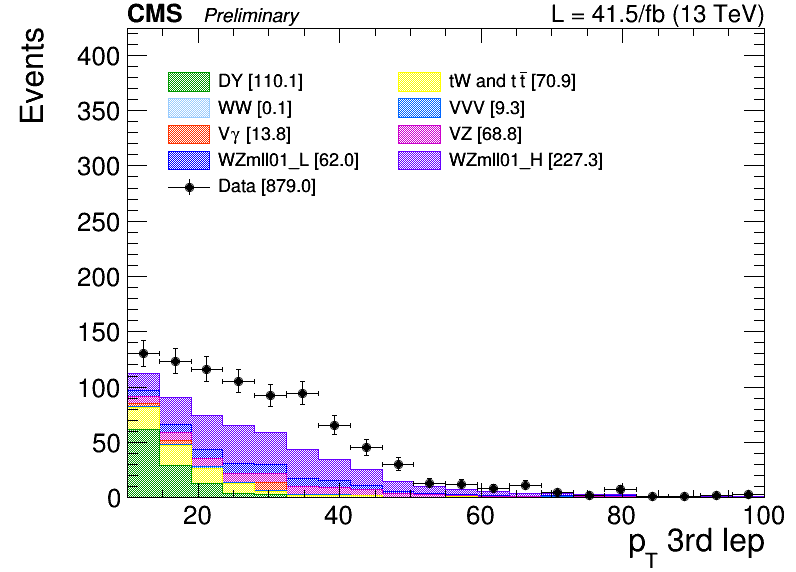 CMS Preliminary L = 41.5/fb (13 TeV)
Events
400
350
300
250
200
150
100
50
0
DY [110.1] tW and tt̅ [70.9]
WW [0.1] VVV [9.3]
Vγ [13.8] VZ [68.8]
WZmll01_L [62.0] WZmll01_H [227.3]
Data [879.0]
20 40 60 80 100
p_T 3rd lep